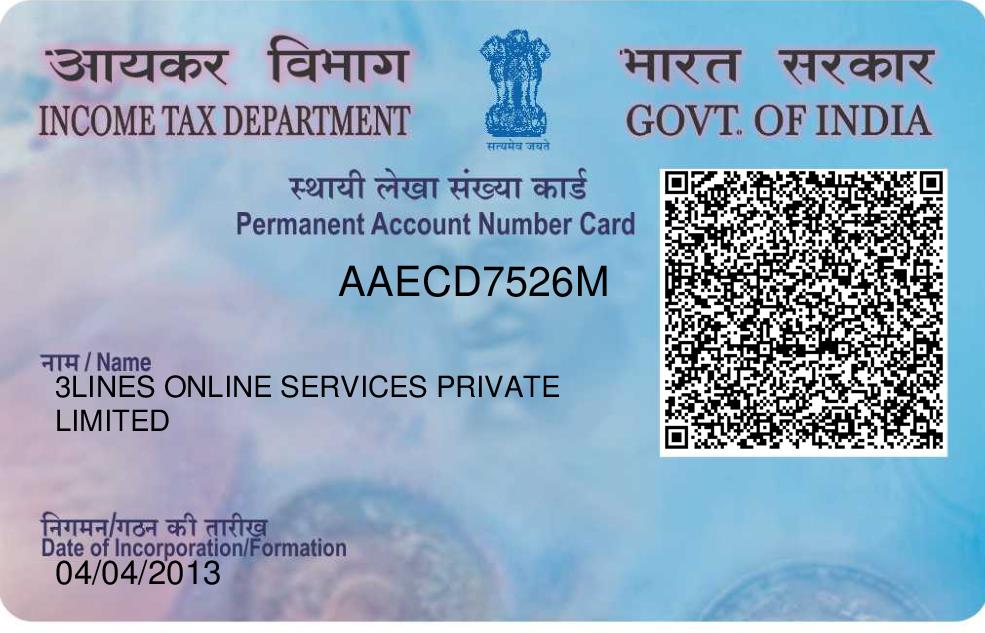 आयकर विभाग
INCOME TAX DEPARTMENT
सत्यमेव जयते
भारत सरकार
GOVT. OF INDIA
स्थायी लेखा संख्या कार्ड
Permanent Account Number Card
AAECD7526M
नाम / Name
3LINES ONLINE SERVICES PRIVATE
LIMITED
निगमन/गठन की तारीख
Date of Incorporation/Formation
04/04/2013